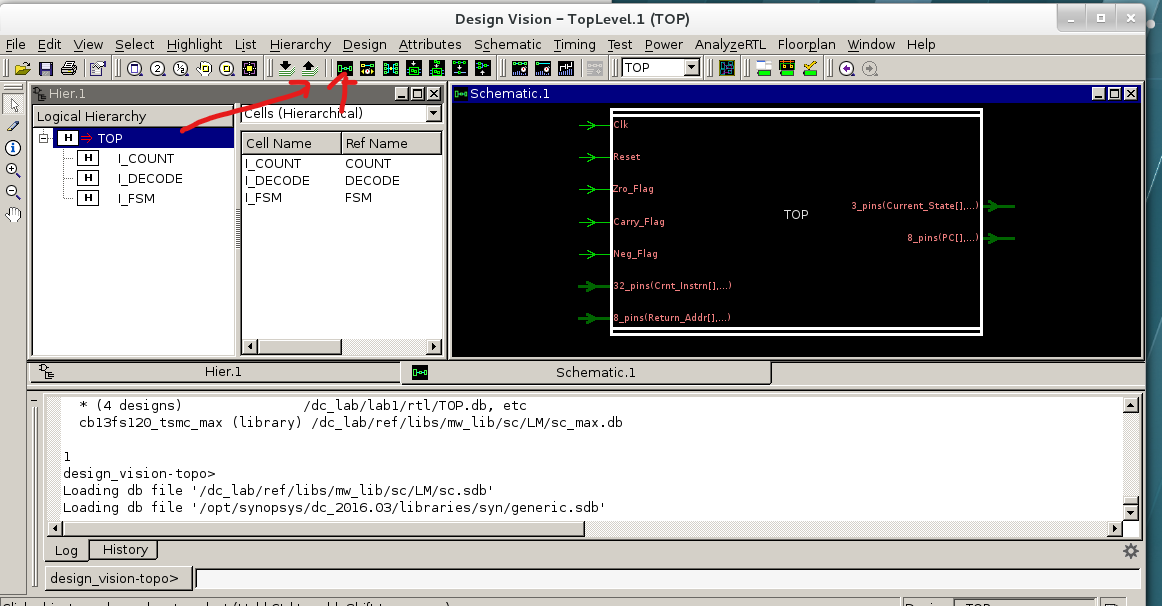 Design Vision – TopLevel.1 (TOP)
File Edit View Select Highlight List Hierarchy Design Attributes Schematic Timing Test Power AnalyzeRTL Floorplan Window Help
TOP
Hier.1
Logical Hierarchy
TOP
I_COUNT
I_DECODE
I_FSM
Cells (Hierarchical)
Cell Name Ref Name
I_COUNT COUNT
I_DECODE DECODE
I_FSM FSM
Schematic.1
Clk
Reset
Zro_Flag
Carry_Flag
Neg_Flag
32_pins(Crnt_Instrn[],...)
8_pins(Return_Addr[],...)
TOP
3_pins(Current_State[],...)
8_pins(PC[],...)
Hier.1 Schematic.1
* (4 designs) /dc_lab/lab1/rtl/TOP.db, etc
cb13fs120_tsmc_max (library) /dc_lab/ref/libs/mw_lib/sc/LM/sc_max.db
1
design_vision-topo>
Loading db file '/dc_lab/ref/libs/mw_lib/sc/LM/sc.sdb'
Loading db file '/opt/synopsys/dc_2016.03/libraries/syn/generic.sdb'
Log History
design_vision-topo>